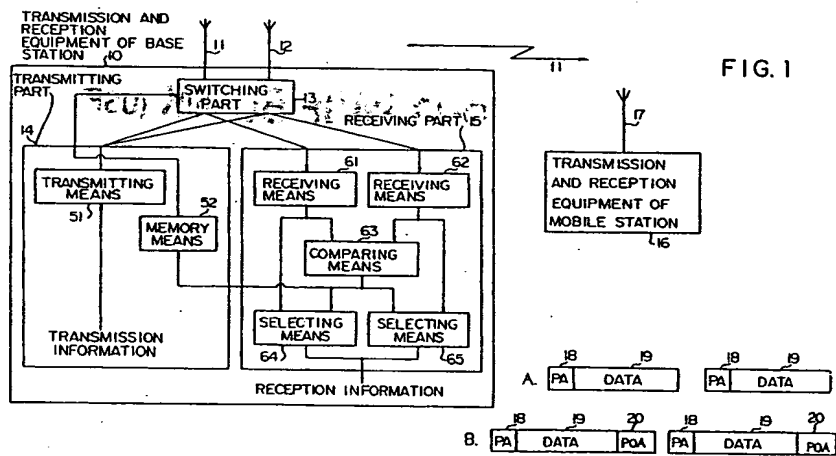 TRANSMISSION AND
RECEPTION
EQUIPMENT OF BASE
STATION 10
11
12
11
FIG. 1
TRANSMITTING
PART
SWITCHING
PART
13
RECEIVING PART 15
14
17
61
62
TRANSMITTING
MEANS
51
52
MEMORY
MEANS
RECEIVING
MEANS
RECEIVING
MEANS
63
COMPARING
MEANS
TRANSMISSION
AND RECEPTION
EQUIPMENT OF
MOBILE STATION
16
SELECTING
MEANS
64
SELECTING
MEANS
65
TRANSMISSION
INFORMATION
RECEPTION INFORMATION
18 19 18 19
A. PA DATA PA DATA
18 19 20 18 19 20
B. PA DATA POA PA DATA POA